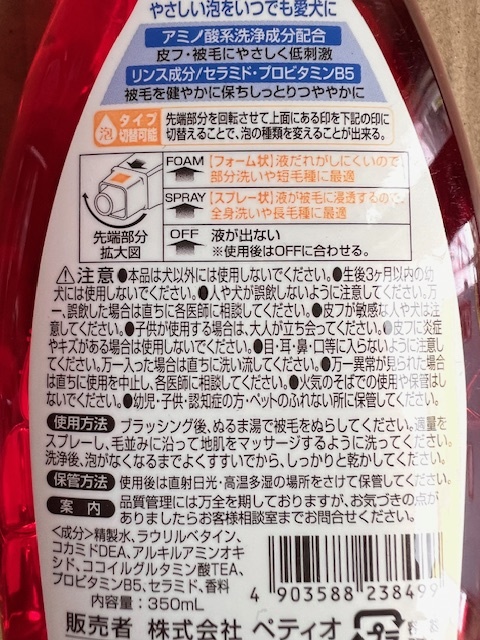 やさしい泡をいつでも愛犬に
アミノ酸系洗浄成分配合
皮フ・被毛にやさしく低刺激
リンス成分/セラミド・プロビタミンB5
被毛を健やかに保ちしっとりつややかに
泡 タイプ切替可能
先端部分を回転させて上面にある印を下記の印に
切替えることで、泡の種類を変えることが出来る。
FOAM 【フォーム状】液だれがしにくいので、
部分洗いや短毛種に最適
SPRAY 【スプレー状】液が被毛に浸透するので、
全身洗いや長毛種に最適
OFF 液が出ない
※使用後はOFFに合わせる。
先端部分
拡大図
⚠注意●本品は犬以外には使用しないでください。●生後3ヶ月以内の幼
犬には使用しないでください。●人や犬が誤飲しないように注意してください。万
一、誤飲した場合は直ちに各医師に相談してください。●皮フが敏感な人や犬は注
意してください。●子供が使用する場合は、大人が立ち会ってください。●皮フに炎症
やキズがある場合は使用しないでください。●目・耳・鼻・口等に入らないように注意し
てください。万一入った場合は直ちに洗い流してください。●万一異常が見られた場合
は直ちに使用を中止し、各医師に相談してください。●火気のそばでの使用や保管はし
ないでください。●幼児・子供・認知症の方・ペットのふれない所に保管してください。
使用方法 ブラッシング後、ぬるま湯で被毛をぬらしてください。適量を
スプレーし、毛並みに沿って地肌をマッサージするように洗ってください。
洗浄後、泡がなくなるまでよくすすいでから、しっかりと乾かしてください。
保管方法 使用後は直射日光・高温多湿の場所をさけて保管してください。
案内 品質管理には万全を期しておりますが、お気づきの点が
ありましたらお客様相談室までお問合せください。
<成分>精製水、ラウリルベタイン、
コカミドDEA、アルキルアミンオキ
シド、ココイルグルタミン酸TEA、
プロビタミンB5、セラミド、香料
内容量:350mL
4 903588 238499
販売者 株式会社 ペティオ